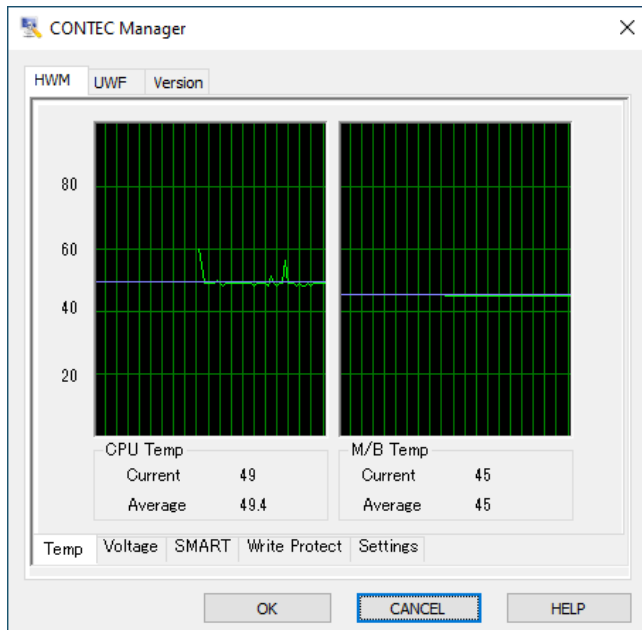 CONTEC Manager
HWM UWF Version
80
60
40
20
CPU Temp
Current 49
Average 49.4
M/B Temp
Current 45
Average 45
Temp Voltage SMART Write Protect Settings
OK CANCEL HELP